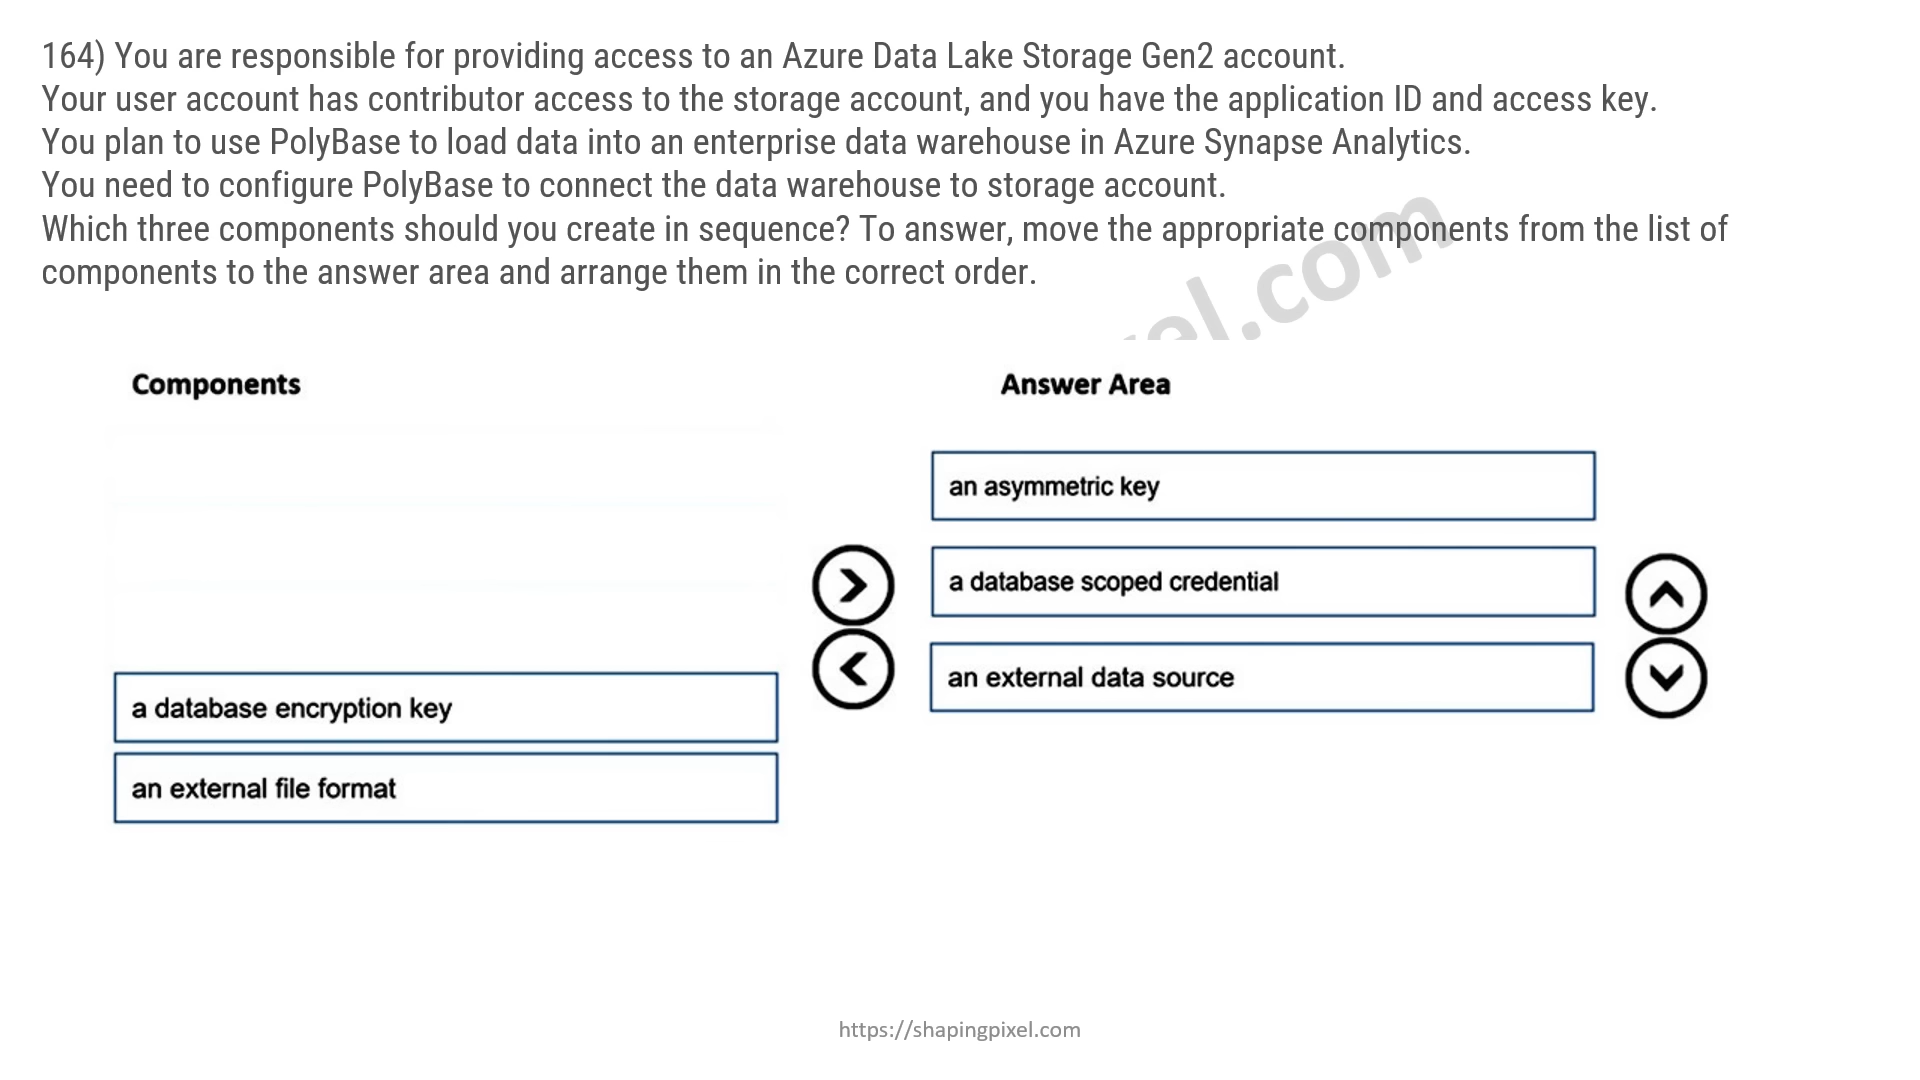 164) You are responsible for providing access to an Azure Data Lake Storage Gen2 account.
Your user account has contributor access to the storage account, and you have the application ID and access key.
You plan to use PolyBase to load data into an enterprise data warehouse in Azure Synapse Analytics.
You need to configure PolyBase to connect the data warehouse to storage account.
Which three components should you create in sequence? To answer, move the appropriate components from the list of
components to the answer area and arrange them in the correct order.
el.com
Components
a database encryption key
an external file format
Answer Area
an asymmetric key
a database scoped credential
an external data source
https://shapingpixel.com